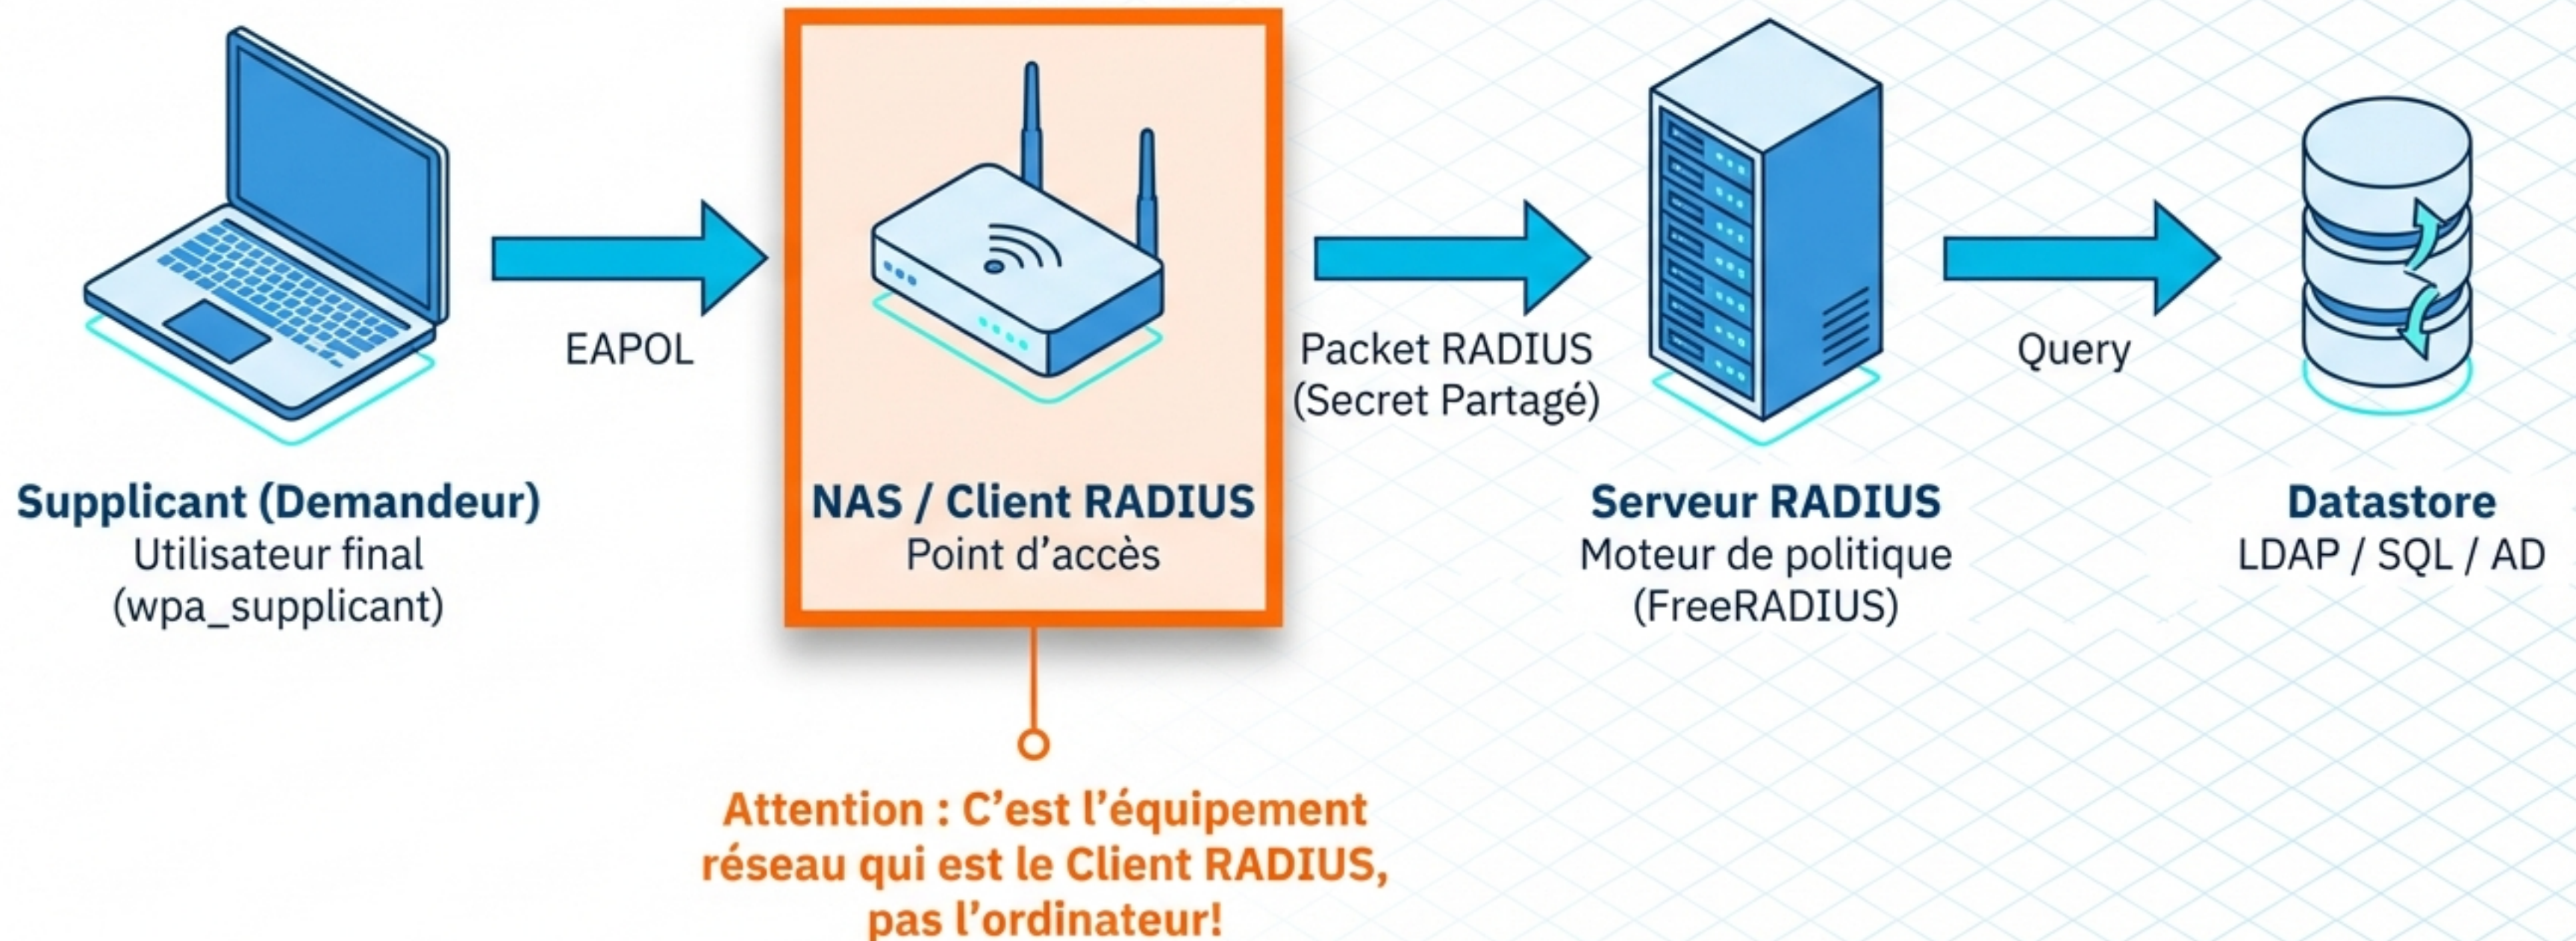 EAPOL
Packet RADIUS
(Secret Partagé)
Query
Supplicant (Demandeur)
Utilisateur final
(wpa_supplicant)
NAS / Client RADIUS
Point d’accès
Serveur RADIUS
Moteur de politique
(FreeRADIUS)
Datastore
LDAP / SQL / AD
Attention : C’est l’équipement
réseau qui est le Client RADIUS,
pas l’ordinateur!